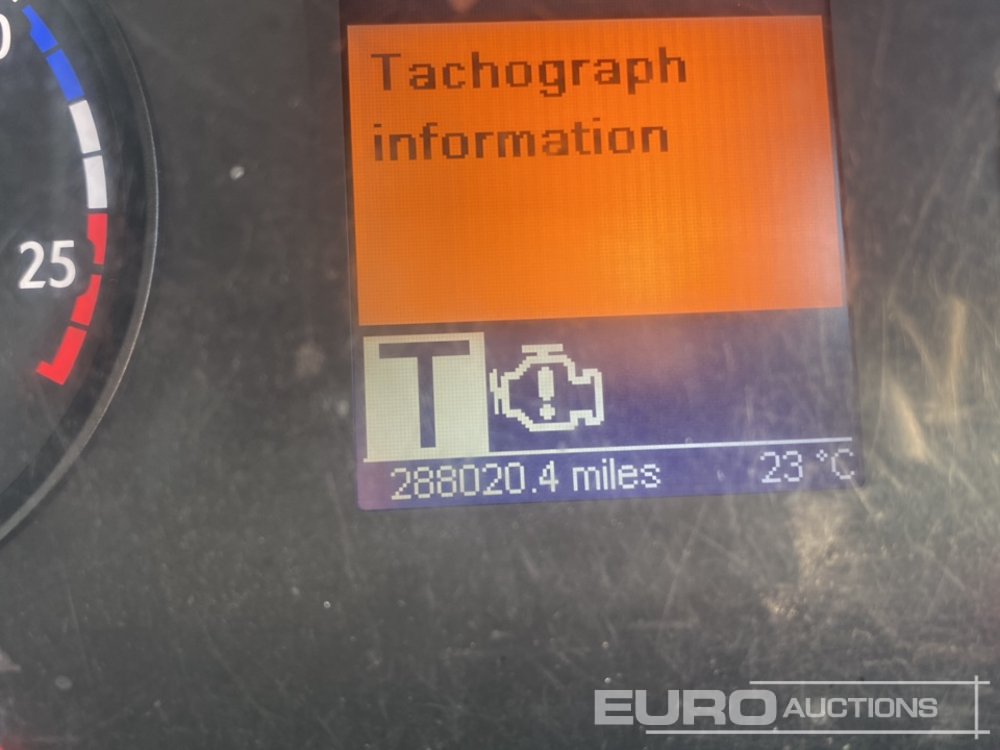 Tachograph
information
25
T
288020.4 miles
23 °C
EURO AUCTIONS